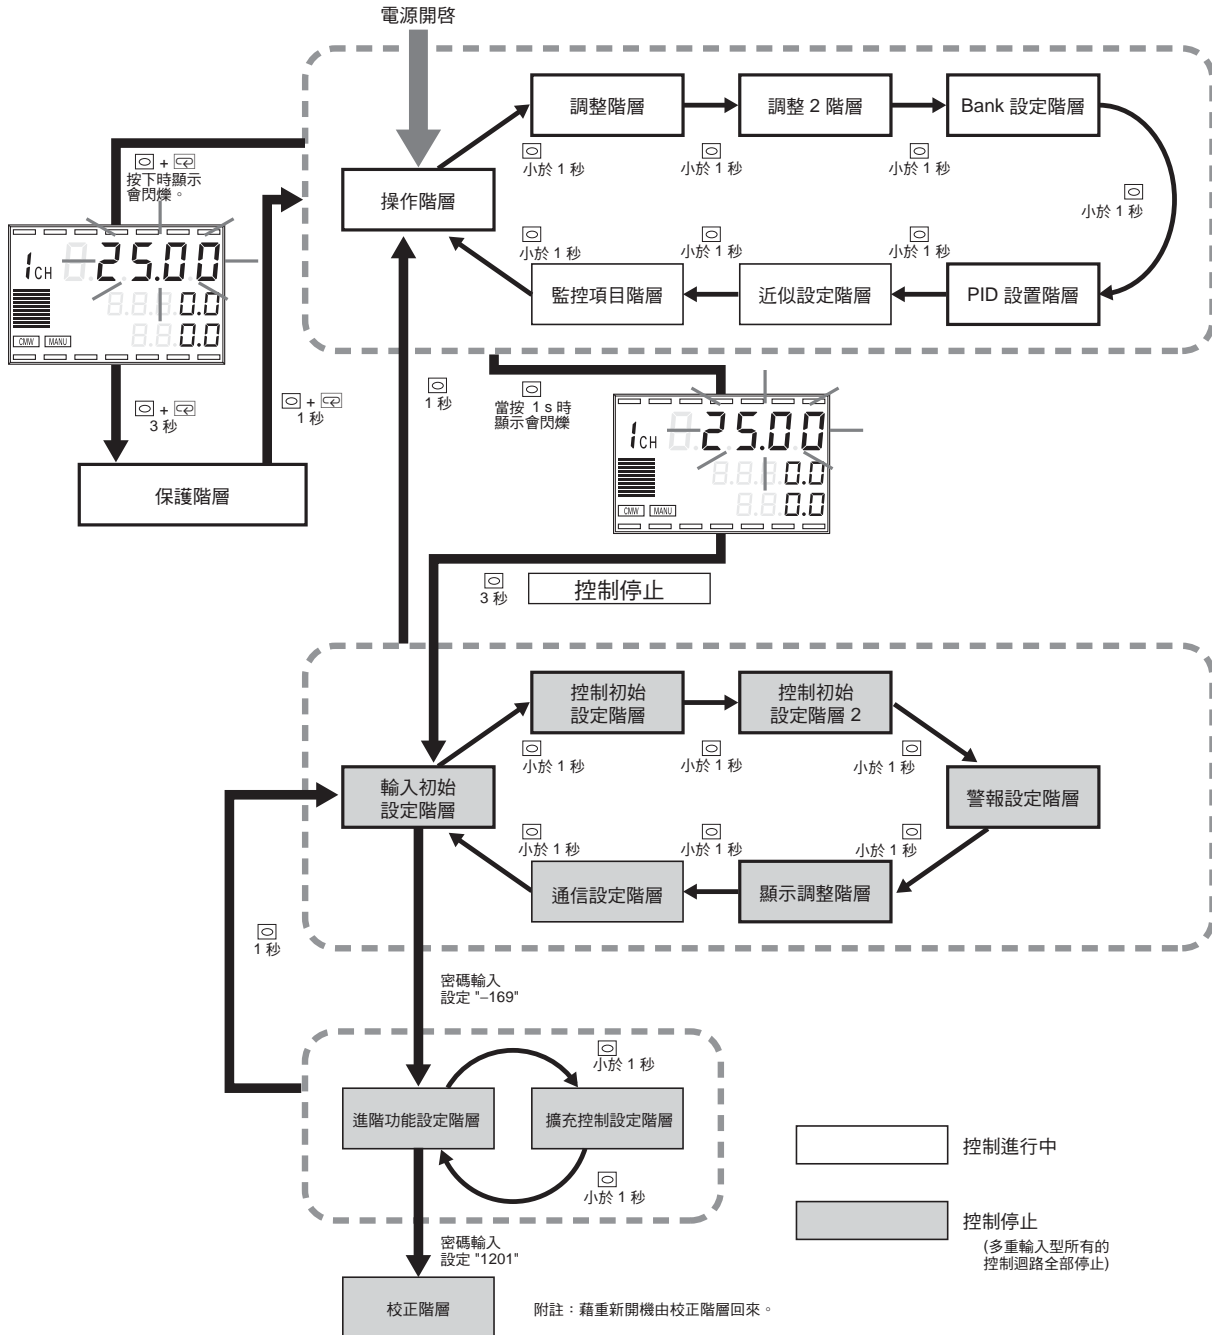 電源開啓
調整階層
調整 2 階層
Bank 設定階層
小於 1 秒
小於 1 秒
小於 1 秒
+
按下時顯示
會閃爍。
操作階層
小於 1 秒
小於 1 秒
小於 1 秒
小於 1 秒
監控項目階層
近似設定階層
PID 設置階層
1 CH 25.00
0.0
0.0
CMW MANU
+
3 秒
+
1 秒
保護階層
1 秒
當按 1 s 時
顯示會閃爍
1 CH 25.00
0.0
0.0
CMW MANU
3 秒
控制停止
控制初始
設定階層
控制初始
設定階層 2
小於 1 秒
小於 1 秒
小於 1 秒
輸入初始
設定階層
警報設定階層
小於 1 秒
小於 1 秒
小於 1 秒
通信設定階層
顯示調整階層
1 秒
密碼輸入
設定 "–169"
小於 1 秒
進階功能設定階層
擴充控制設定階層
小於 1 秒
控制進行中
控制停止
(多重輸入型所有的
控制迴路全部停止)
密碼輸入
設定 "1201"
校正階層
附註：藉重新開機由校正階層回來。